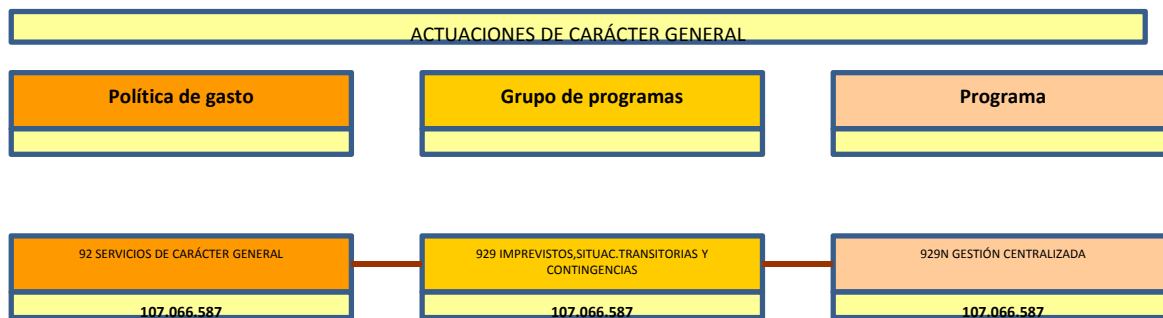 ACTUACIONES DE CARÁCTER GENERAL
Política de gasto
Grupo de programas
Programa
92 SERVICIOS DE CARÁCTER GENERAL
929 IMPREVISTOS,SITUAC.TRANSITORIAS Y
CONTINGENCIAS
929N GESTIÓN CENTRALIZADA
107.066.587
107.066.587
107.066.587